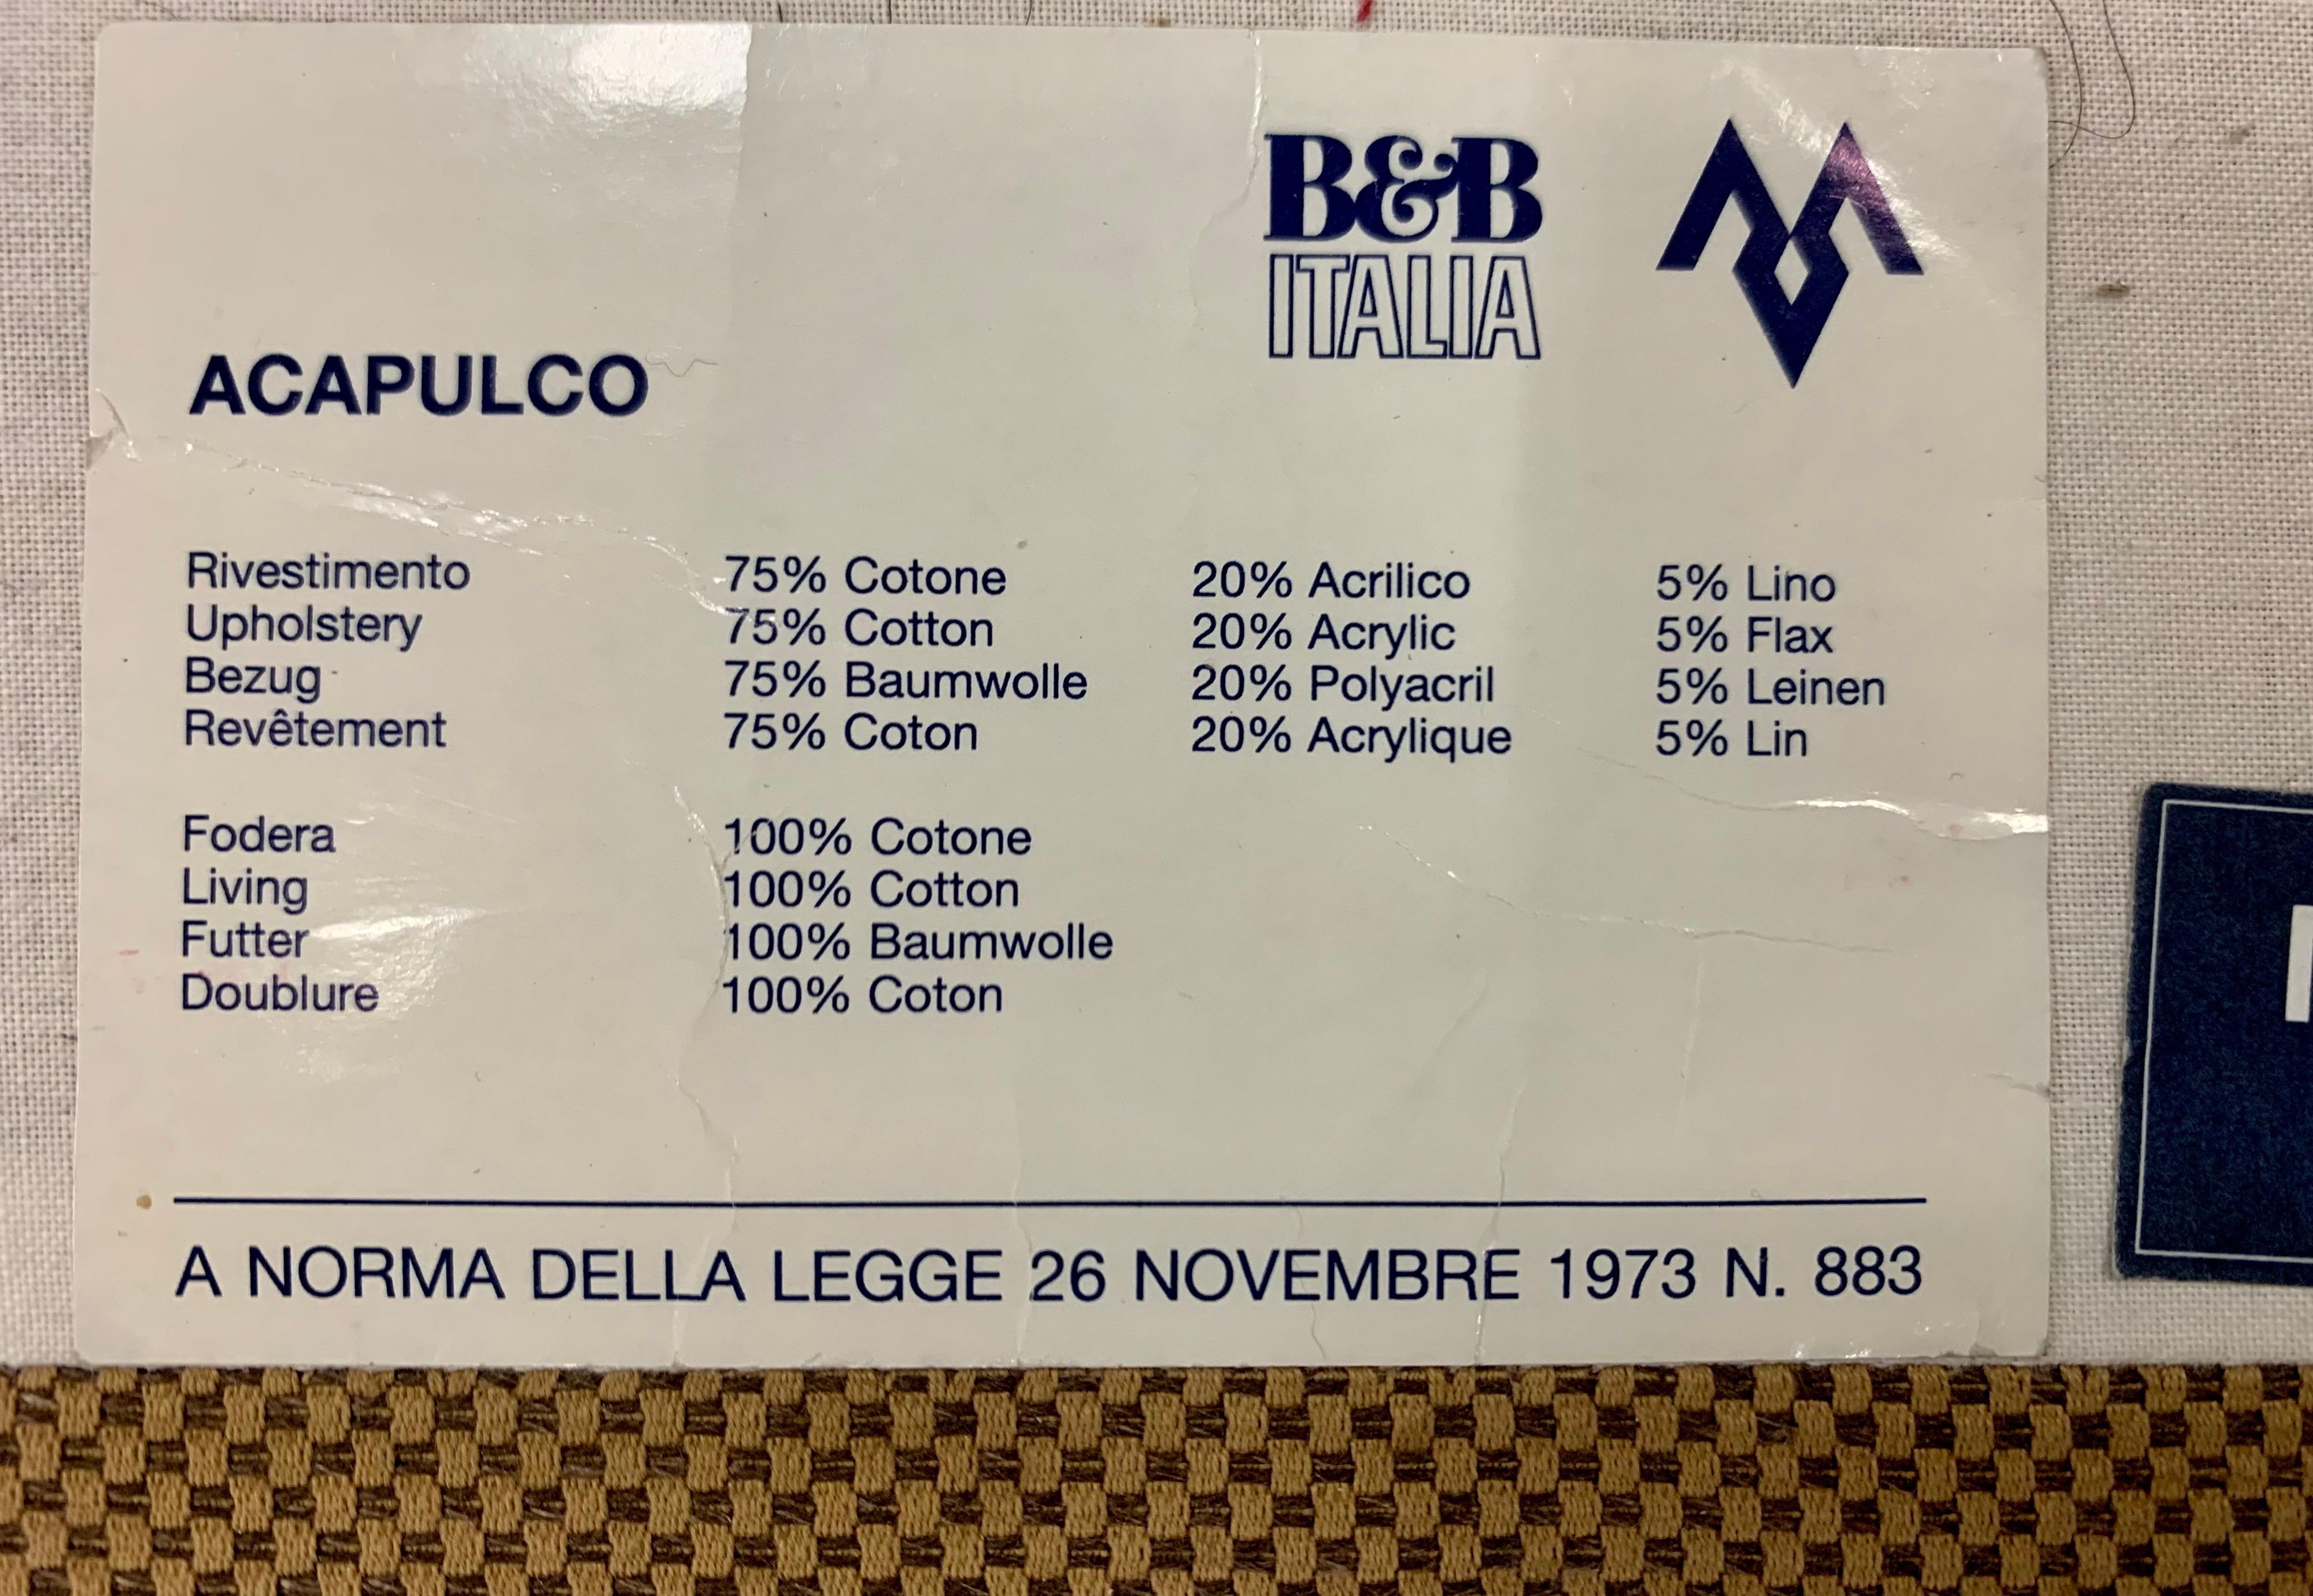 B&B
ITALIA
ACAPULCO
Rivestimento 75% Cotone 20% Acrilico 5% Lino
Upholstery 75% Cotton 20% Acrylic 5% Flax
Bezug 75% Baumwolle 20% Polyacril 5% Leinen
Revêtement 75% Coton 20% Acrylique 5% Lin
Fodera 100% Cotone
Living 100% Cotton
Futter 100% Baumwolle
Doublure 100% Coton
A NORMA DELLA LEGGE 26 NOVEMBRE 1973 N. 883